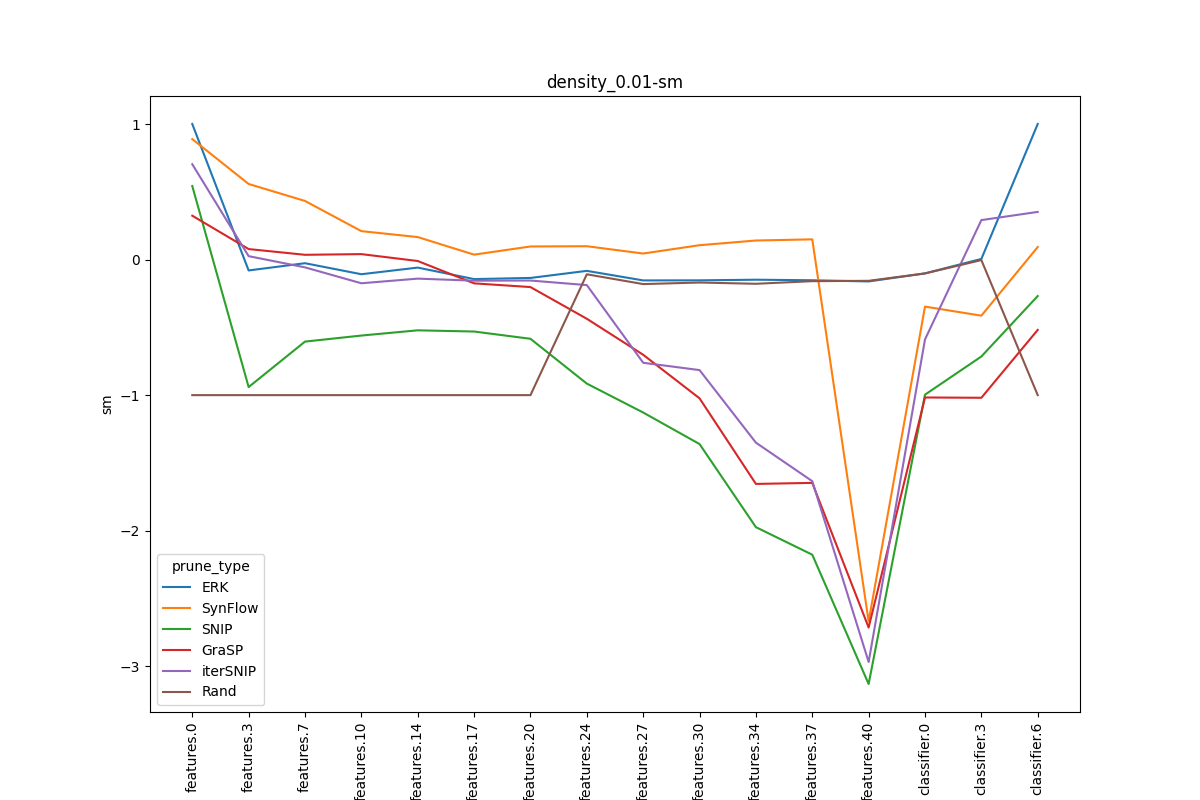 density_0.01-sm
1
0
−1
−2
−3
sm
prune_type
ERK
SynFlow
SNIP
GraSP
iterSNIP
Rand
features.0
features.3
features.7
features.10
features.14
features.17
features.20
features.24
features.27
features.30
features.34
features.37
features.40
classifier.0
classifier.3
classifier.6